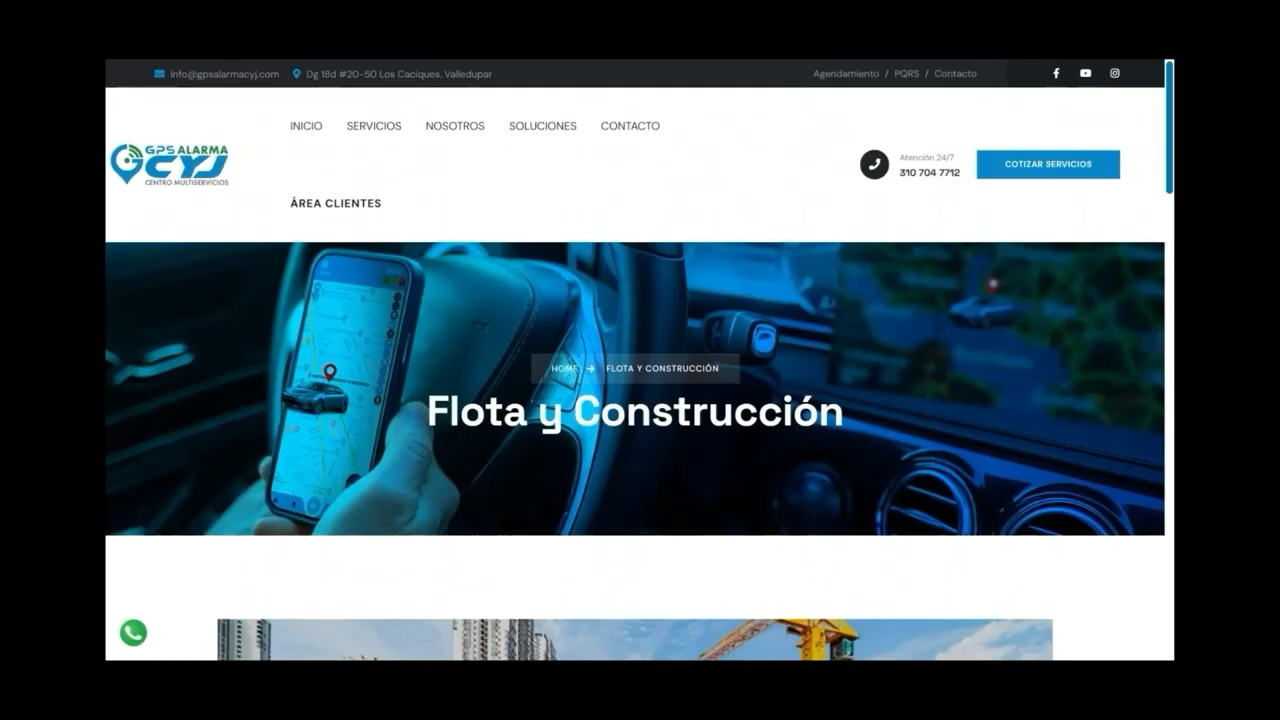 info@gpsalarmacyj.com Dg 18d #20-50 Los Caciques. Valledupar Agendamiento / PQRS / Contacto
INICIO SERVICIOS NOSOTROS SOLUCIONES CONTACTO
GPS ALARMA
CYJ
CENTRO MULTISERVICIOS
Atención 24/7
310 704 7712
COTIZAR SERVICIOS
ÁREA CLIENTES
HOME FLOTA Y CONSTRUCCIÓN
Flota y Construcción